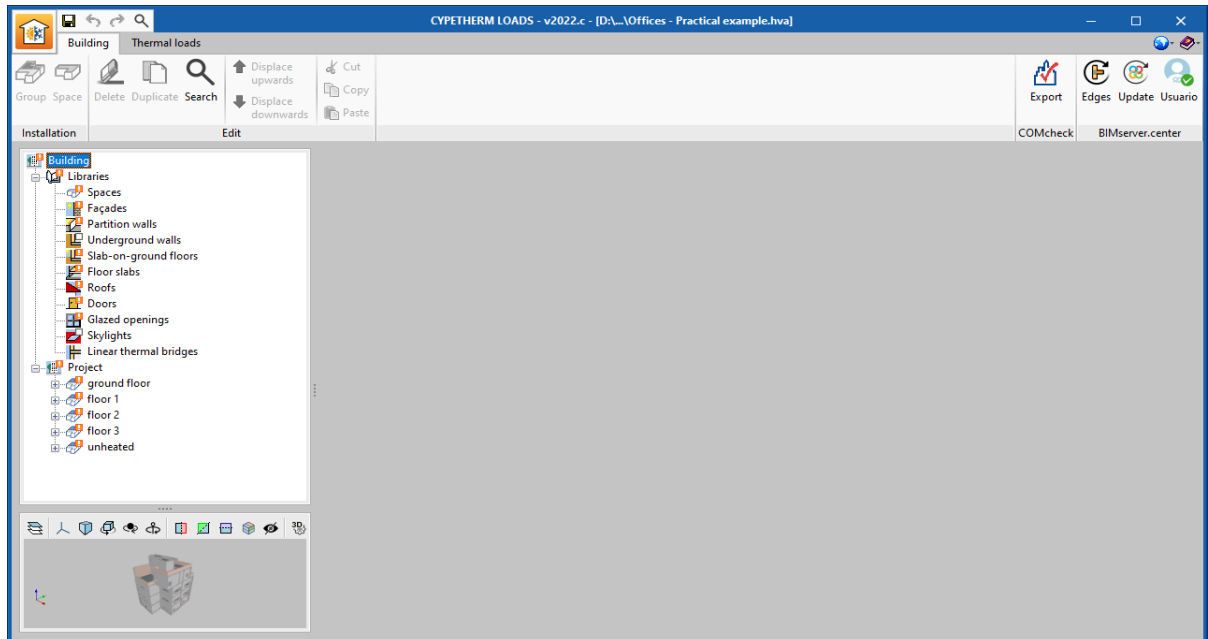 CYPETHERM LOADS - v2022.c - [D:\...\Offices - Practical example.hva]
Building Thermal loads
Group Space Delete Duplicate Search
Displace upwards
Displace downwards
Cut
Copy
Paste
Export Edges Update Usuario
Installation Edit COMcheck BIMserver.center
Building
Libraries
Spaces
Façades
Partition walls
Underground walls
Slab-on-ground floors
Floor slabs
Roofs
Doors
Glazed openings
Skylights
Linear thermal bridges
Project
ground floor
floor 1
floor 2
floor 3
unheated
3D